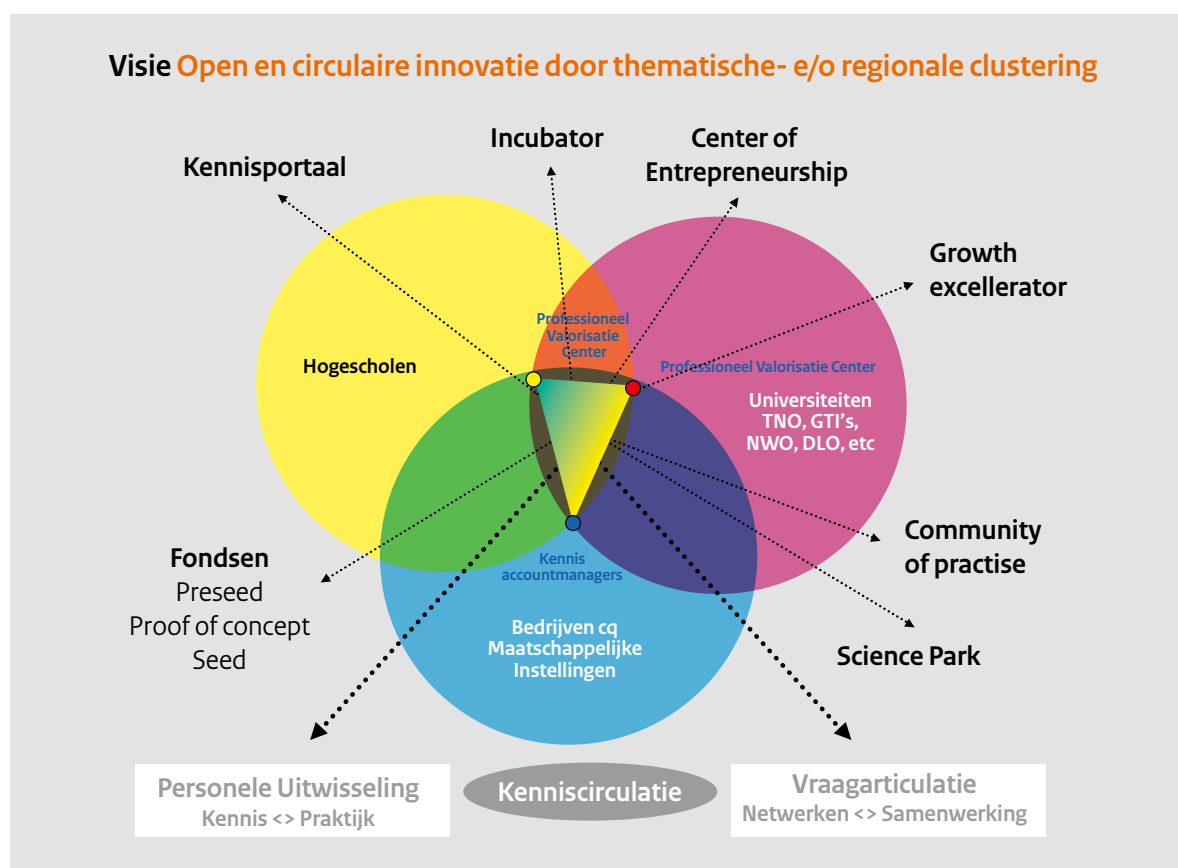 Visie Open en circulaire innovatie door thematische- e/o regionale clustering
Incubator
Center of
Entrepreneurship
Kennisportaal
Growth
excellerator
Professioneel
Valorisatie
Center
Hogescholen
Professioneel Valorisatie Center
Universiteiten
TNO, GTI's,
NWO, DLO, etc
Fondsen
Preseed
Proof of concept
Seed
Kennis
accountmanagers
Community
of practise
Bedrijven cq
Maatschappelijke
Instellingen
Science Park
Personele Uitwisseling
Kennis <> Praktijk
Kenniscirculatie
Vraagarticulatie
Netwerken <> Samenwerking